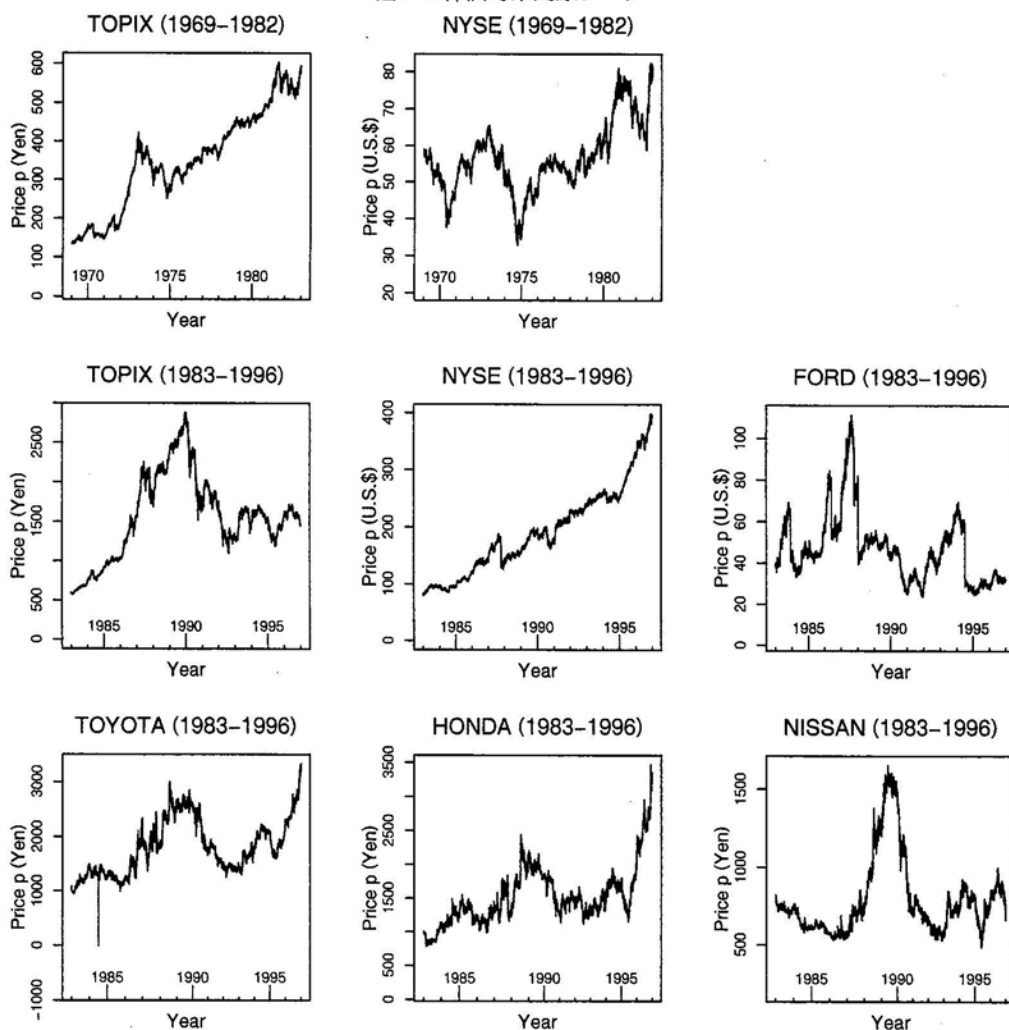 TOPIX (1969−1982)
Price p (Yen)
0 100 200 300 400 500 600
1970 1975 1980
Year
NYSE (1969−1982)
Price p (U.S.$)
20 30 40 50 60 70 80
1970 1975 1980
Year
TOPIX (1983−1996)
Price p (Yen)
0 500 1500 2500
1985 1990 1995
Year
NYSE (1983−1996)
Price p (U.S.$)
0 100 200 300 400
1985 1990 1995
Year
FORD (1983−1996)
Price p (U.S.$)
0 20 40 60 80 100
1985 1990 1995
Year
TOYOTA (1983−1996)
Price p (Yen)
-1000 0 1000 2000 3000
1985 1990 1995
Year
HONDA (1983−1996)
Price p (Yen)
0 500 1500 2500 3500
1985 1990 1995
Year
NISSAN (1983−1996)
Price p (Yen)
500 1000 1500
1985 1990 1995
Year